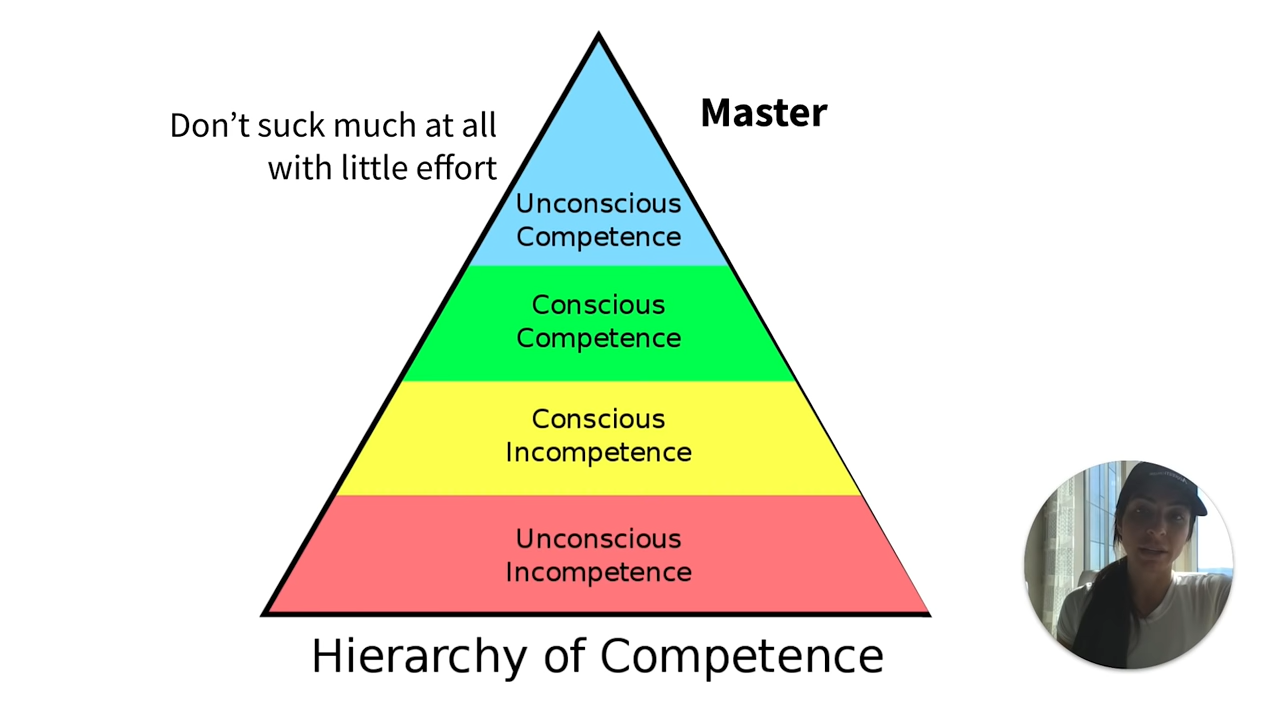 Don’t suck much at all
with little effort
Master
Unconscious
Competence
Conscious
Competence
Conscious
Incompetence
Unconscious
Incompetence
Hierarchy of Competence